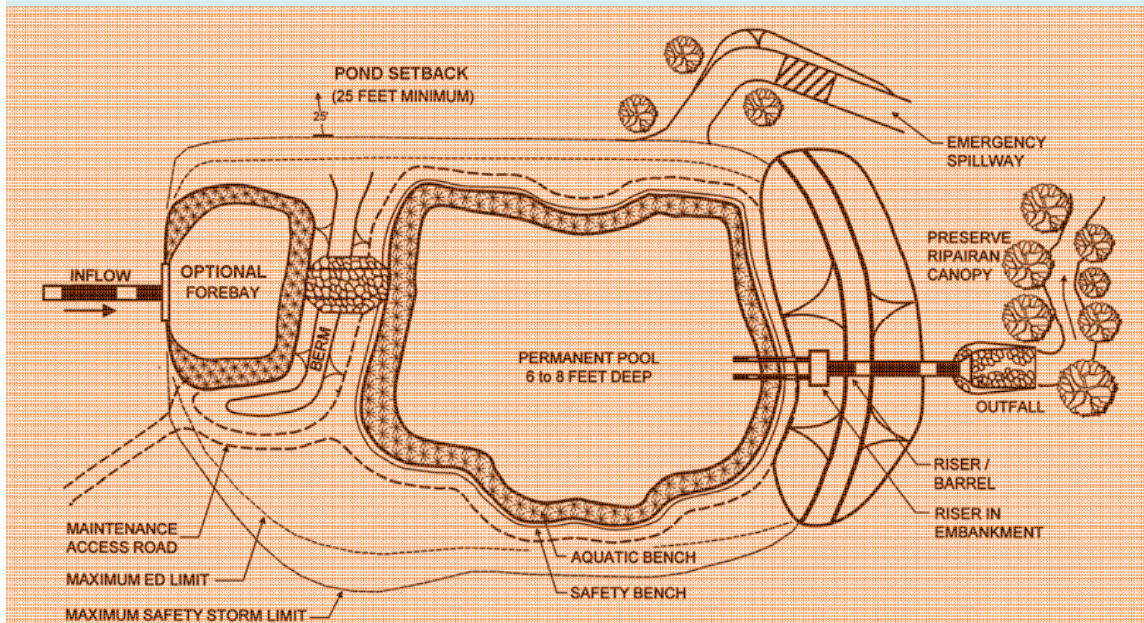 POND SETBACK
(25 FEET MINIMUM)
25'
EMERGENCY
SPILLWAY
PRESERVE
RIPAIRAN
CANOPY
INFLOW
OPTIONAL
FOREBAY
BERM
PERMANENT POOL
6 to 8 FEET DEEP
OUTFALL
RISER /
BARREL
RISER IN
EMBANKMENT
MAINTENANCE
ACCESS ROAD
AQUATIC BENCH
MAXIMUM ED LIMIT
SAFETY BENCH
MAXIMUM SAFETY STORM LIMIT